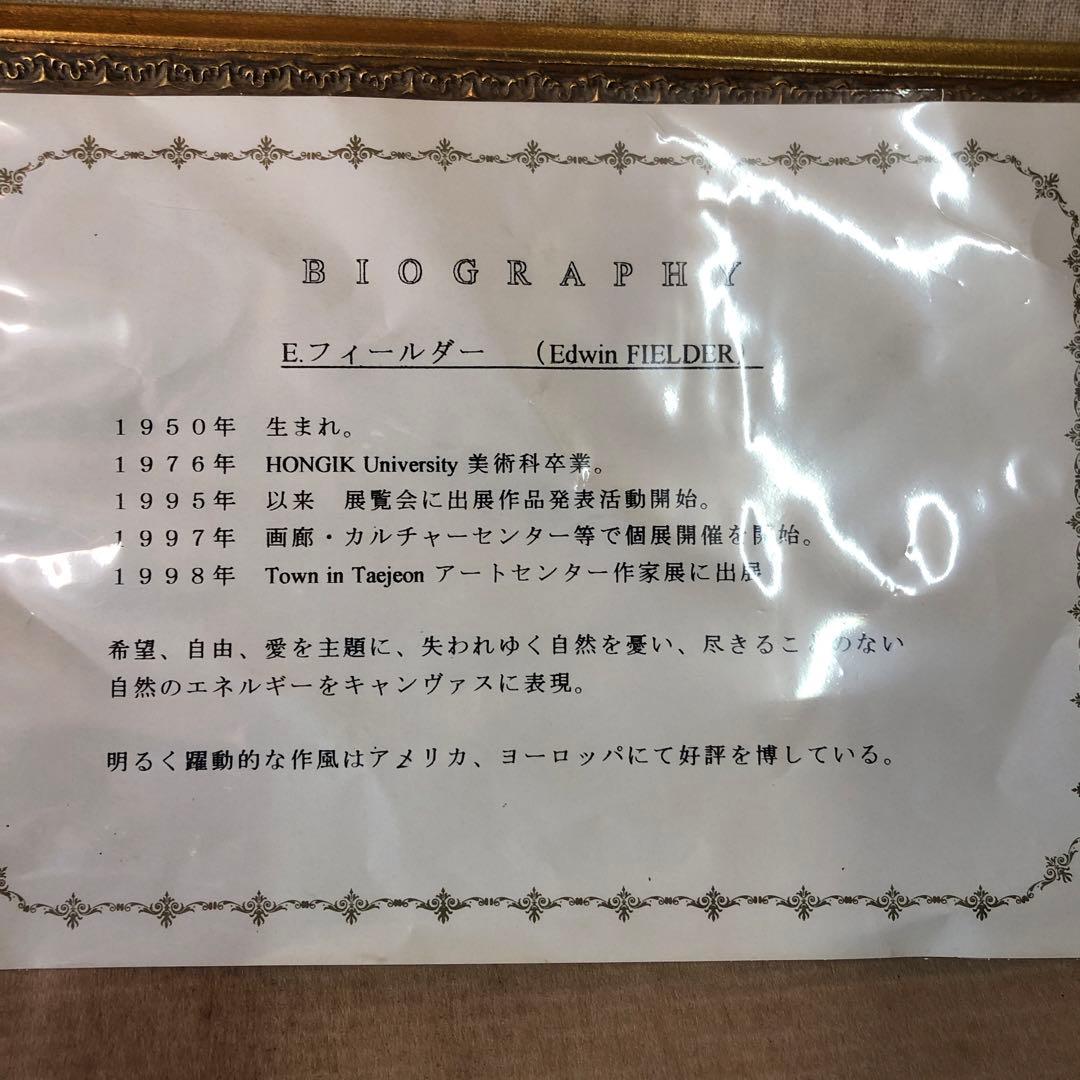 BIOGRAPHY
E.フィールダー （Edwin FIELDER）
１９５０年 生まれ。
１９７６年 HONGIK University 美術科卒業。
１９９５年 以来 展覧会に出展作品発表活動開始。
１９９７年 画廊・カルチャーセンター等で個展開催を開始。
１９９８年 Town in Taejeon アートセンター作家展に出展
希望、自由、愛を主題に、失われゆく自然を憂い、尽きることのない
自然のエネルギーをキャンヴァスに表現。
明るく躍動的な作風はアメリカ、ヨーロッパにて好評を博している。